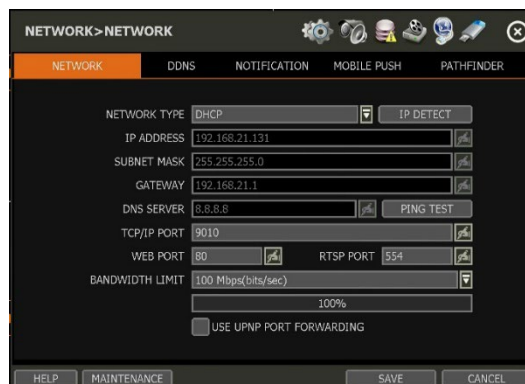 NETWORK>NETWORK
NETWORK DDNS NOTIFICATION MOBILE PUSH PATHFINDER
NETWORK TYPE DHCP IP DETECT
IP ADDRESS 192.168.21.131
SUBNET MASK 255.255.255.0
GATEWAY 192.168.21.1
DNS SERVER 8.8.8.8 PING TEST
TCP/IP PORT 9010
WEB PORT 80 RTSP PORT 554
BANDWIDTH LIMIT 100 Mbps(bits/sec)
100%
USE UPNP PORT FORWARDING
HELP MAINTENANCE SAVE CANCEL